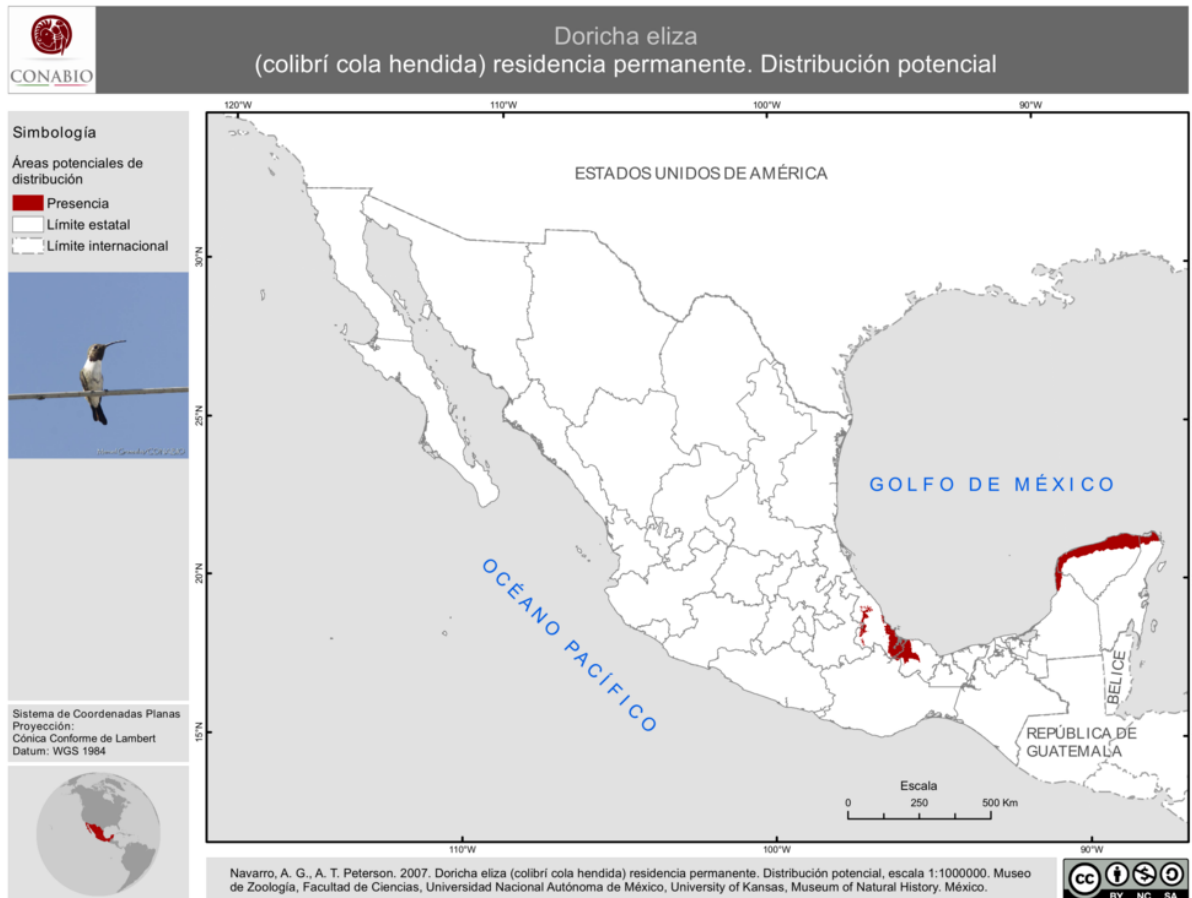 CONABIO
Doricha eliza
(colibrí cola hendida) residencia permanente. Distribución potencial
Simbología
Áreas potenciales de
distribución
Presencia
Límite estatal
Límite internacional
120°W
110°W
100°W
90°W
30°N
25°N
20°N
15°N
ESTADOS UNIDOS DE AMÉRICA
GOLFO DE MÉXICO
OCÉANO PACÍFICO
BELICE
REPÚBLICA DE
GUATEMALA
Escala
0 250 500 Km
110°W
100°W
90°W
Sistema de Coordenadas Planas
Proyección:
Cónica Conforme de Lambert
Datum: WGS 1984
Navarro, A. G., A. T. Peterson. 2007. Doricha eliza (colibrí cola hendida) residencia permanente. Distribución potencial, escala 1:1000000. Museo
de Zoología, Facultad de Ciencias, Universidad Nacional Autónoma de México, University of Kansas, Museum of Natural History. México.
cc
BY NC SA